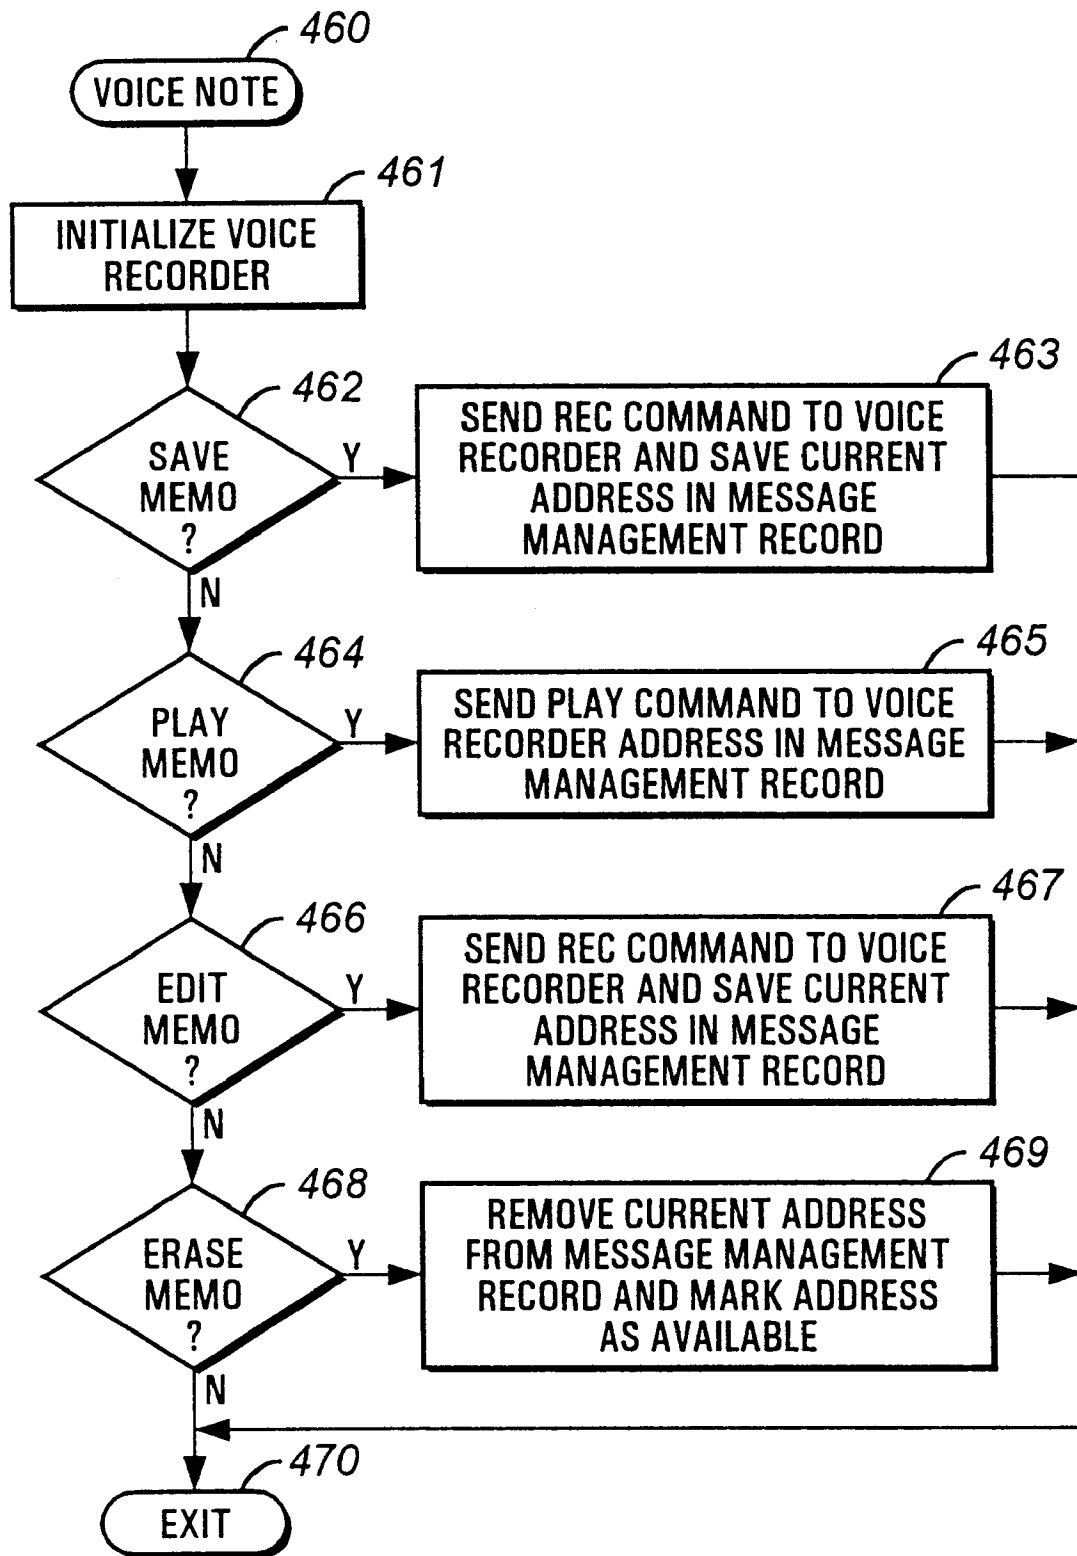 460
VOICE NOTE
461
INITIALIZE VOICE
RECORDER
462
SAVE
MEMO
?
Y
N
463
SEND REC COMMAND TO VOICE
RECORDER AND SAVE CURRENT
ADDRESS IN MESSAGE
MANAGEMENT RECORD
464
PLAY
MEMO
?
Y
N
465
SEND PLAY COMMAND TO VOICE
RECORDER ADDRESS IN MESSAGE
MANAGEMENT RECORD
466
EDIT
MEMO
?
Y
N
467
SEND REC COMMAND TO VOICE
RECORDER AND SAVE CURRENT
ADDRESS IN MESSAGE
MANAGEMENT RECORD
468
ERASE
MEMO
?
Y
N
469
REMOVE CURRENT ADDRESS
FROM MESSAGE MANAGEMENT
RECORD AND MARK ADDRESS
AS AVAILABLE
470
EXIT